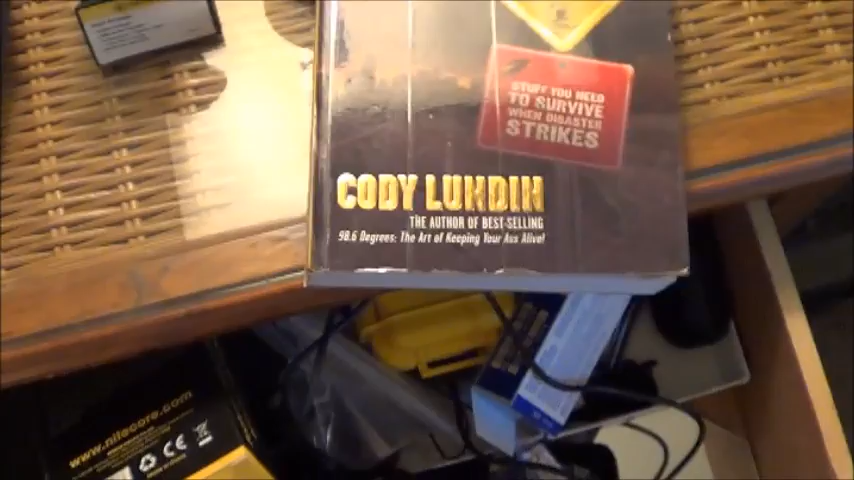 STUFF YOU NEED
TO SURVIVE
WHEN DISASTER
STRIKES
CODY LUNDIN
THE AUTHOR OF BEST-SELLING
98.6 Degrees: The Art of Keeping Your Ass Alive!
www.nitecore.com
CE